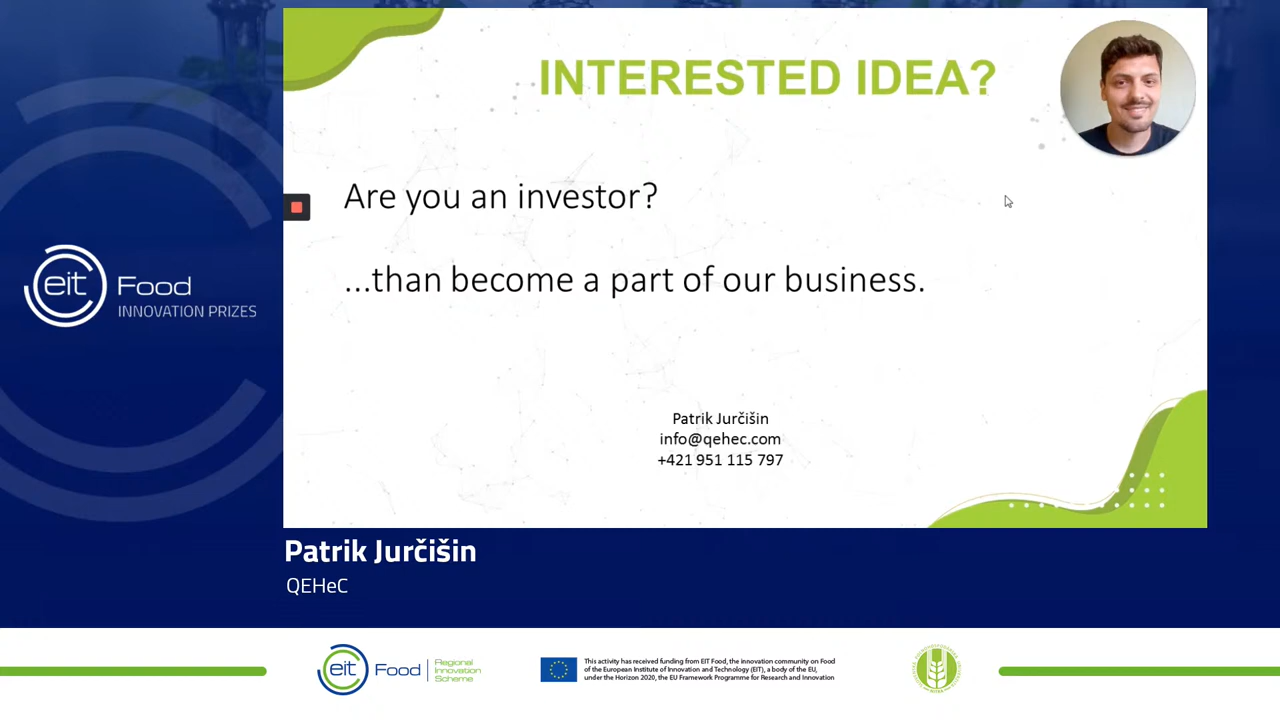 INTERESTED IDEA?
Are you an investor?
...than become a part of our business.
Patrik Jurčišin
info@qehec.com
+421 951 115 797
eit Food
INNOVATION PRIZES
Patrik Jurčišin
QEHeC
eit Food
Regional
Innovation
Scheme
This activity has received funding from EIT Food, the innovation community on Food
of the European Institute of Innovation and Technology (EIT), a body of the EU,
under the Horizon 2020, the EU Framework Programme for Research and Innovation